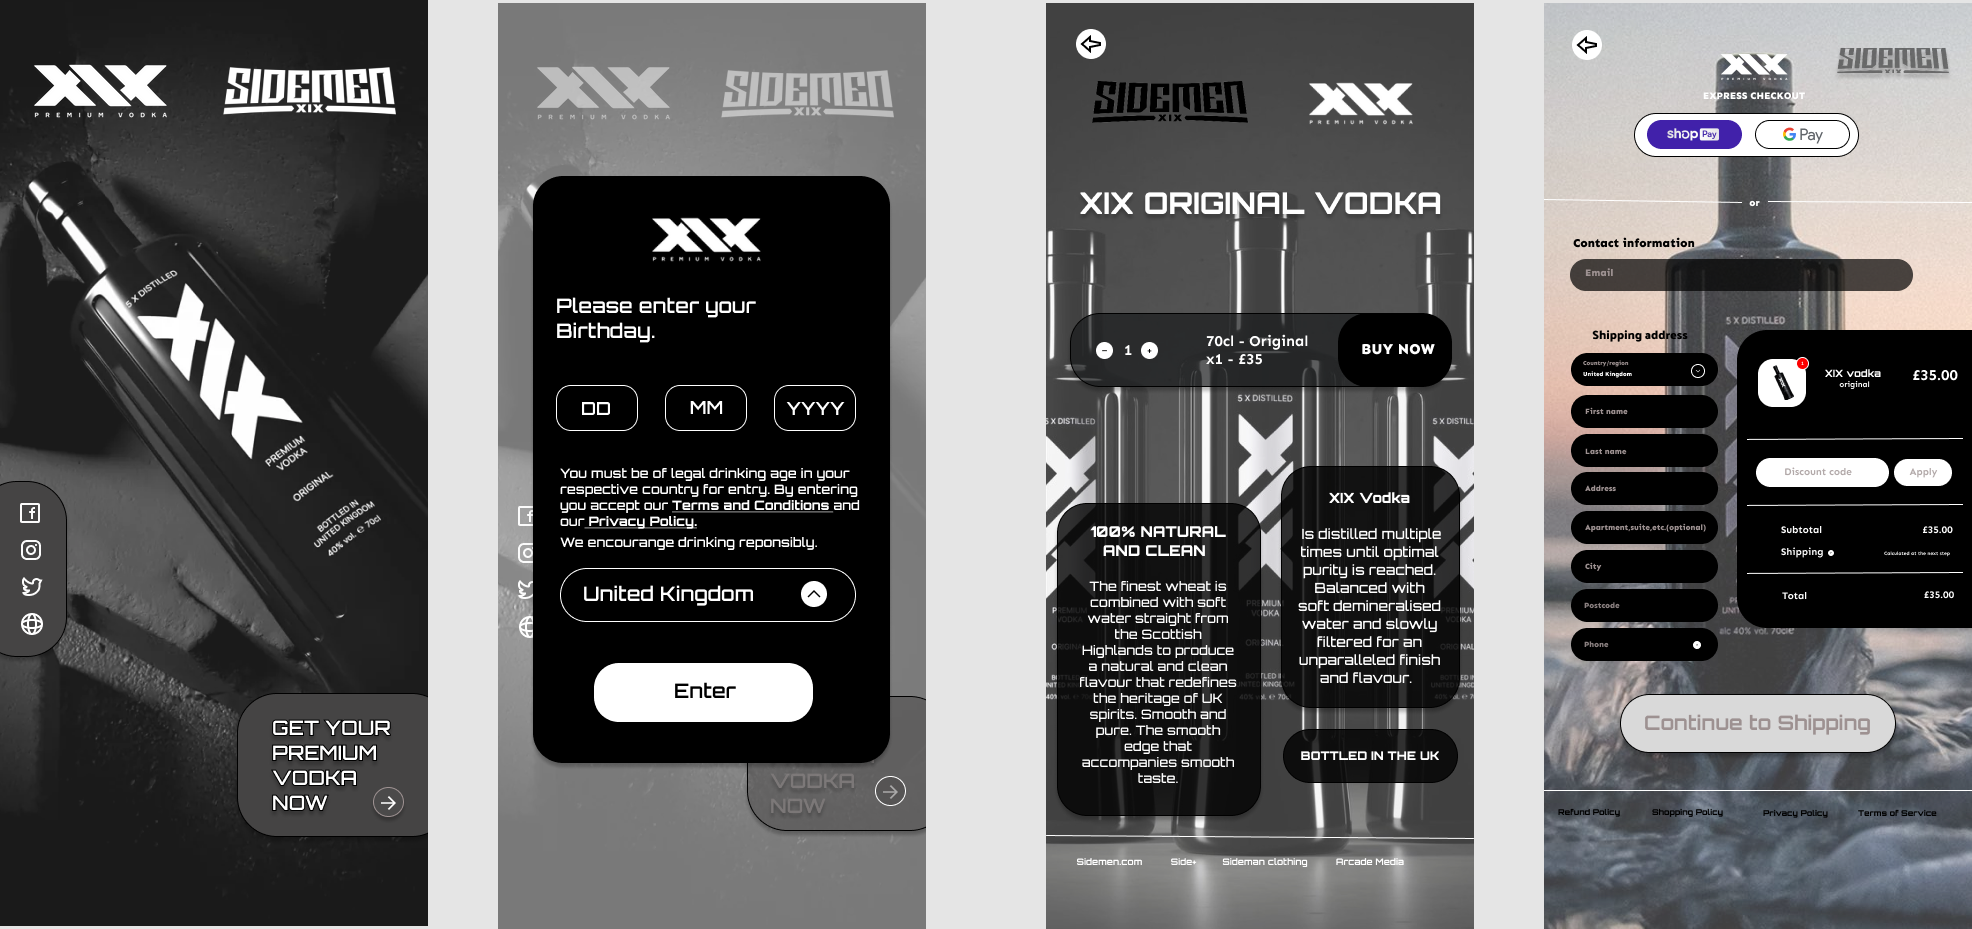 XIX
PREMIUM VODKA
SIDEMEN
XIX
5 X DISTILLED
XIX
PREMIUM
VODKA
ORIGINAL
BOTTLED IN
UNITED KINGDOM
40% vol. e 70cl
GET YOUR
PREMIUM
VODKA
NOW
XIX
PREMIUM VODKA
SIDEMEN
XIX
XIX
PREMIUM VODKA
Please enter your
Birthday.
DD
MM
YYYY
You must be of legal drinking age in your
respective country for entry. By entering
you accept our Terms and Conditions and
our Privacy Policy.
We encourange drinking reponsibly.
United Kingdom
Enter
VODKA
NOW
SIDEMEN
XIX
XIX
PREMIUM VODKA
XIX ORIGINAL VODKA
1
70cl - Original
x1 - £35
BUY NOW
5 X DISTILLED
100% NATURAL
AND CLEAN
The finest wheat is
combined with soft
water straight from
the Scottish
Highlands to produce
a natural and clean
flavour that redefines
the heritage of UK
spirits. Smooth and
pure. The smooth
edge that
accompanies smooth
taste.
XIX Vodka
Is distilled multiple
times until optimal
purity is reached.
Balanced with
soft demineralised
water and slowly
filtered for an
unparalleled finish
and flavour.
BOTTLED IN THE UK
Sidemen.com
Side+
Sideman clothing
Arcade Media
XIX
PREMIUM VODKA
SIDEMEN
XIX
EXPRESS CHECKOUT
shop Pay
G Pay
or
Contact information
Email
5 X DISTILLED
Shipping address
Country/region
United Kingdom
First name
Last name
Address
Apartment,suite,etc.(optional)
City
Postcode
Phone
1
XIX vodka
original
£35.00
Discount code
Apply
Subtotal
£35.00
Shipping
Calculated at the next step
Total
£35.00
alc 40% vol. 70cle
Continue to Shipping
Refund Policy
Shopping Policy
Privacy Policy
Terms of Service